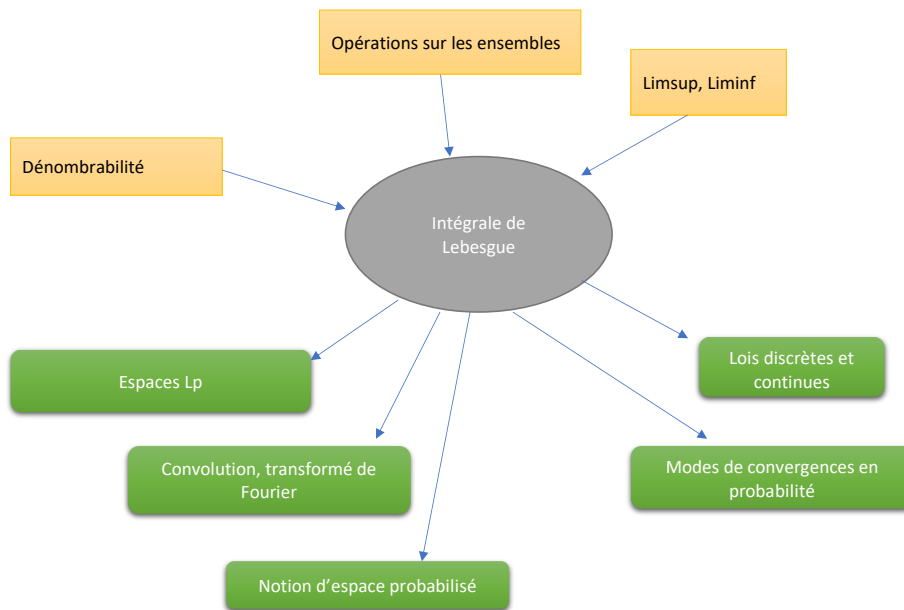 Opérations sur les ensembles
Limsup, Liminf
Dénombrabilité
Intégrale de
Lebesgue
Espaces Lp
Lois discrètes et
continues
Convolution, transformé de
Fourier
Modes de convergences en
probabilité
Notion d’espace probabilisé